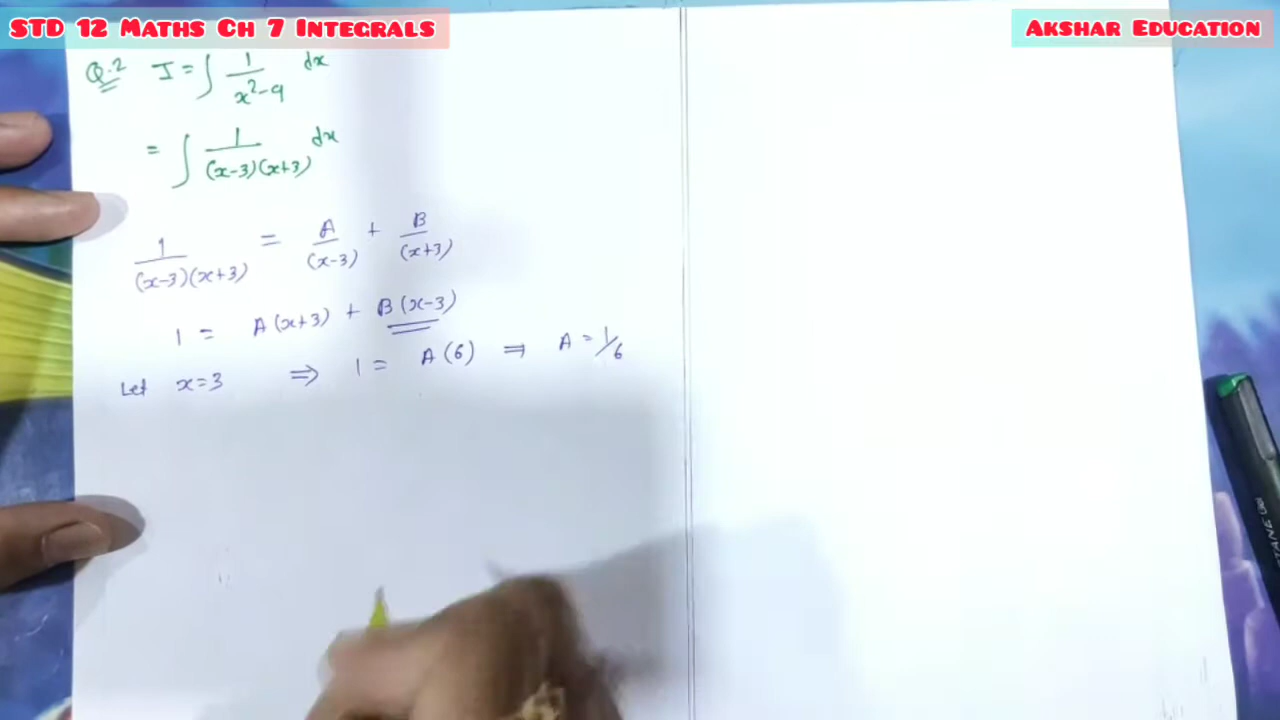 STD 12 Maths Ch 7 Integrals
Akshar Education
Q.2 I = ∫ 1/(x²-9) dx
= ∫ 1/((x-3)(x+3)) dx
1/((x-3)(x+3)) = A/(x-3) + B/(x+3)
1 = A(x+3) + B(x-3)
Let x=3 ⇒ 1 = A(6) ⇒ A = 1/6